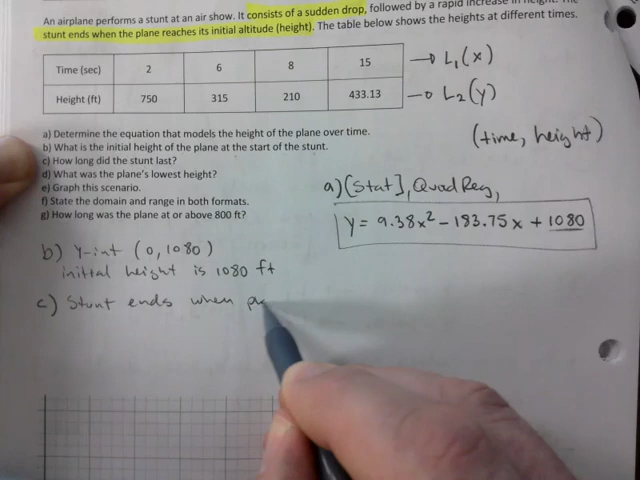 An airplane performs a stunt at an air show. It consists of a sudden drop, followed by a rapid increase in height. The
stunt ends when the plane reaches its initial altitude (height). The table below shows the heights at different times.
Time (sec) 2 6 8 15 → L₁(x)
Height (ft) 750 315 210 433.13 → L₂(y)
(time, height)
a) Determine the equation that models the height of the plane over time.
b) What is the initial height of the plane at the start of the stunt.
c) How long did the stunt last?
d) What was the plane's lowest height?
e) Graph this scenario.
f) State the domain and range in both formats.
g) How long was the plane at or above 800 ft?
a) [Stat], QuadReg,
y = 9.38x² - 183.75x + 1080
b) y-int (0, 1080)
initial height is 1080 ft
c) Stunt ends when